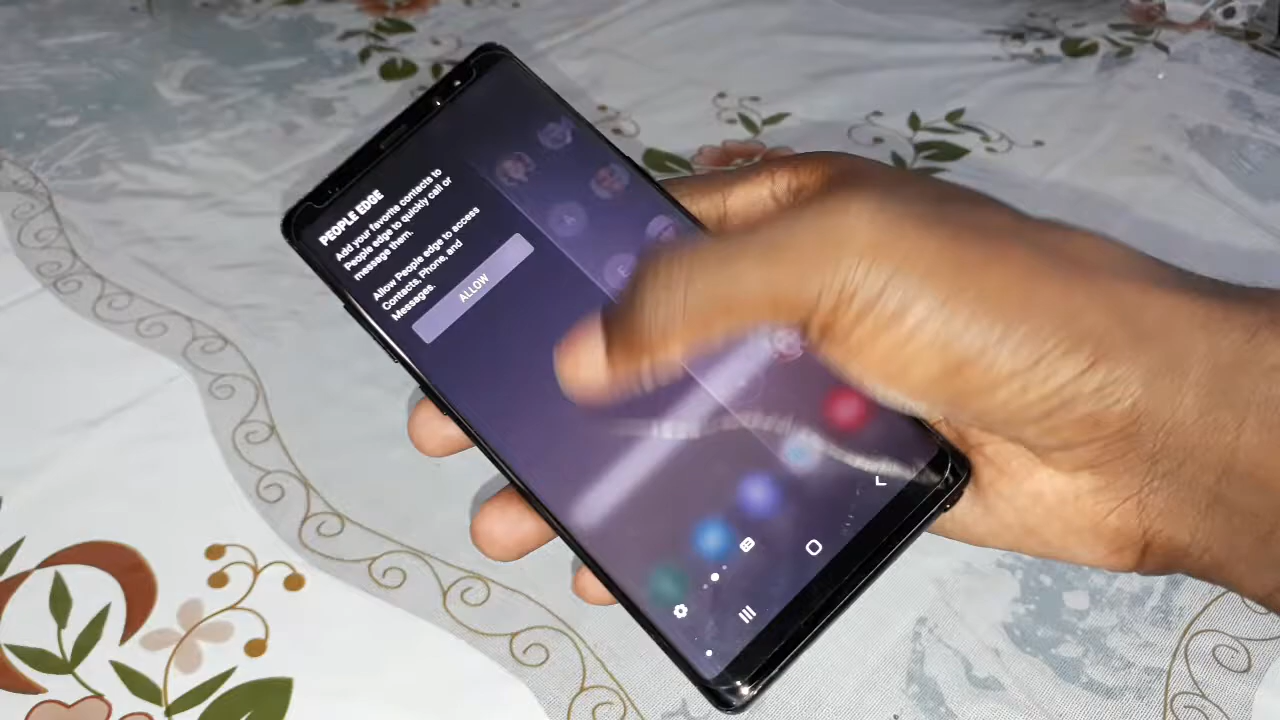 PEOPLE EDGE
Add your favorite contacts to
People edge to quickly call or
message them.
Allow People edge to access
Contacts, Phone, and
Messages.
ALLOW